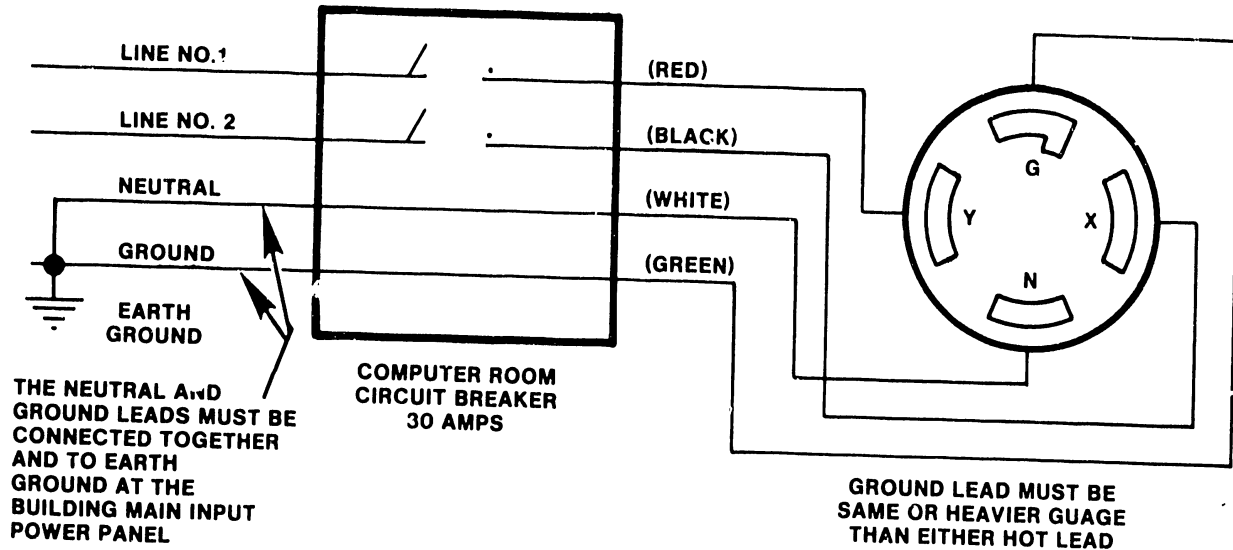 LINE NO.1
(RED)
LINE NO. 2
(BLACK)
NEUTRAL
(WHITE)
GROUND
(GREEN)
EARTH
GROUND
G
Y
X
N
COMPUTER ROOM
CIRCUIT BREAKER
30 AMPS
THE NEUTRAL AND
GROUND LEADS MUST BE
CONNECTED TOGETHER
AND TO EARTH
GROUND AT THE
BUILDING MAIN INPUT
POWER PANEL
GROUND LEAD MUST BE
SAME OR HEAVIER GUAGE
THAN EITHER HOT LEAD